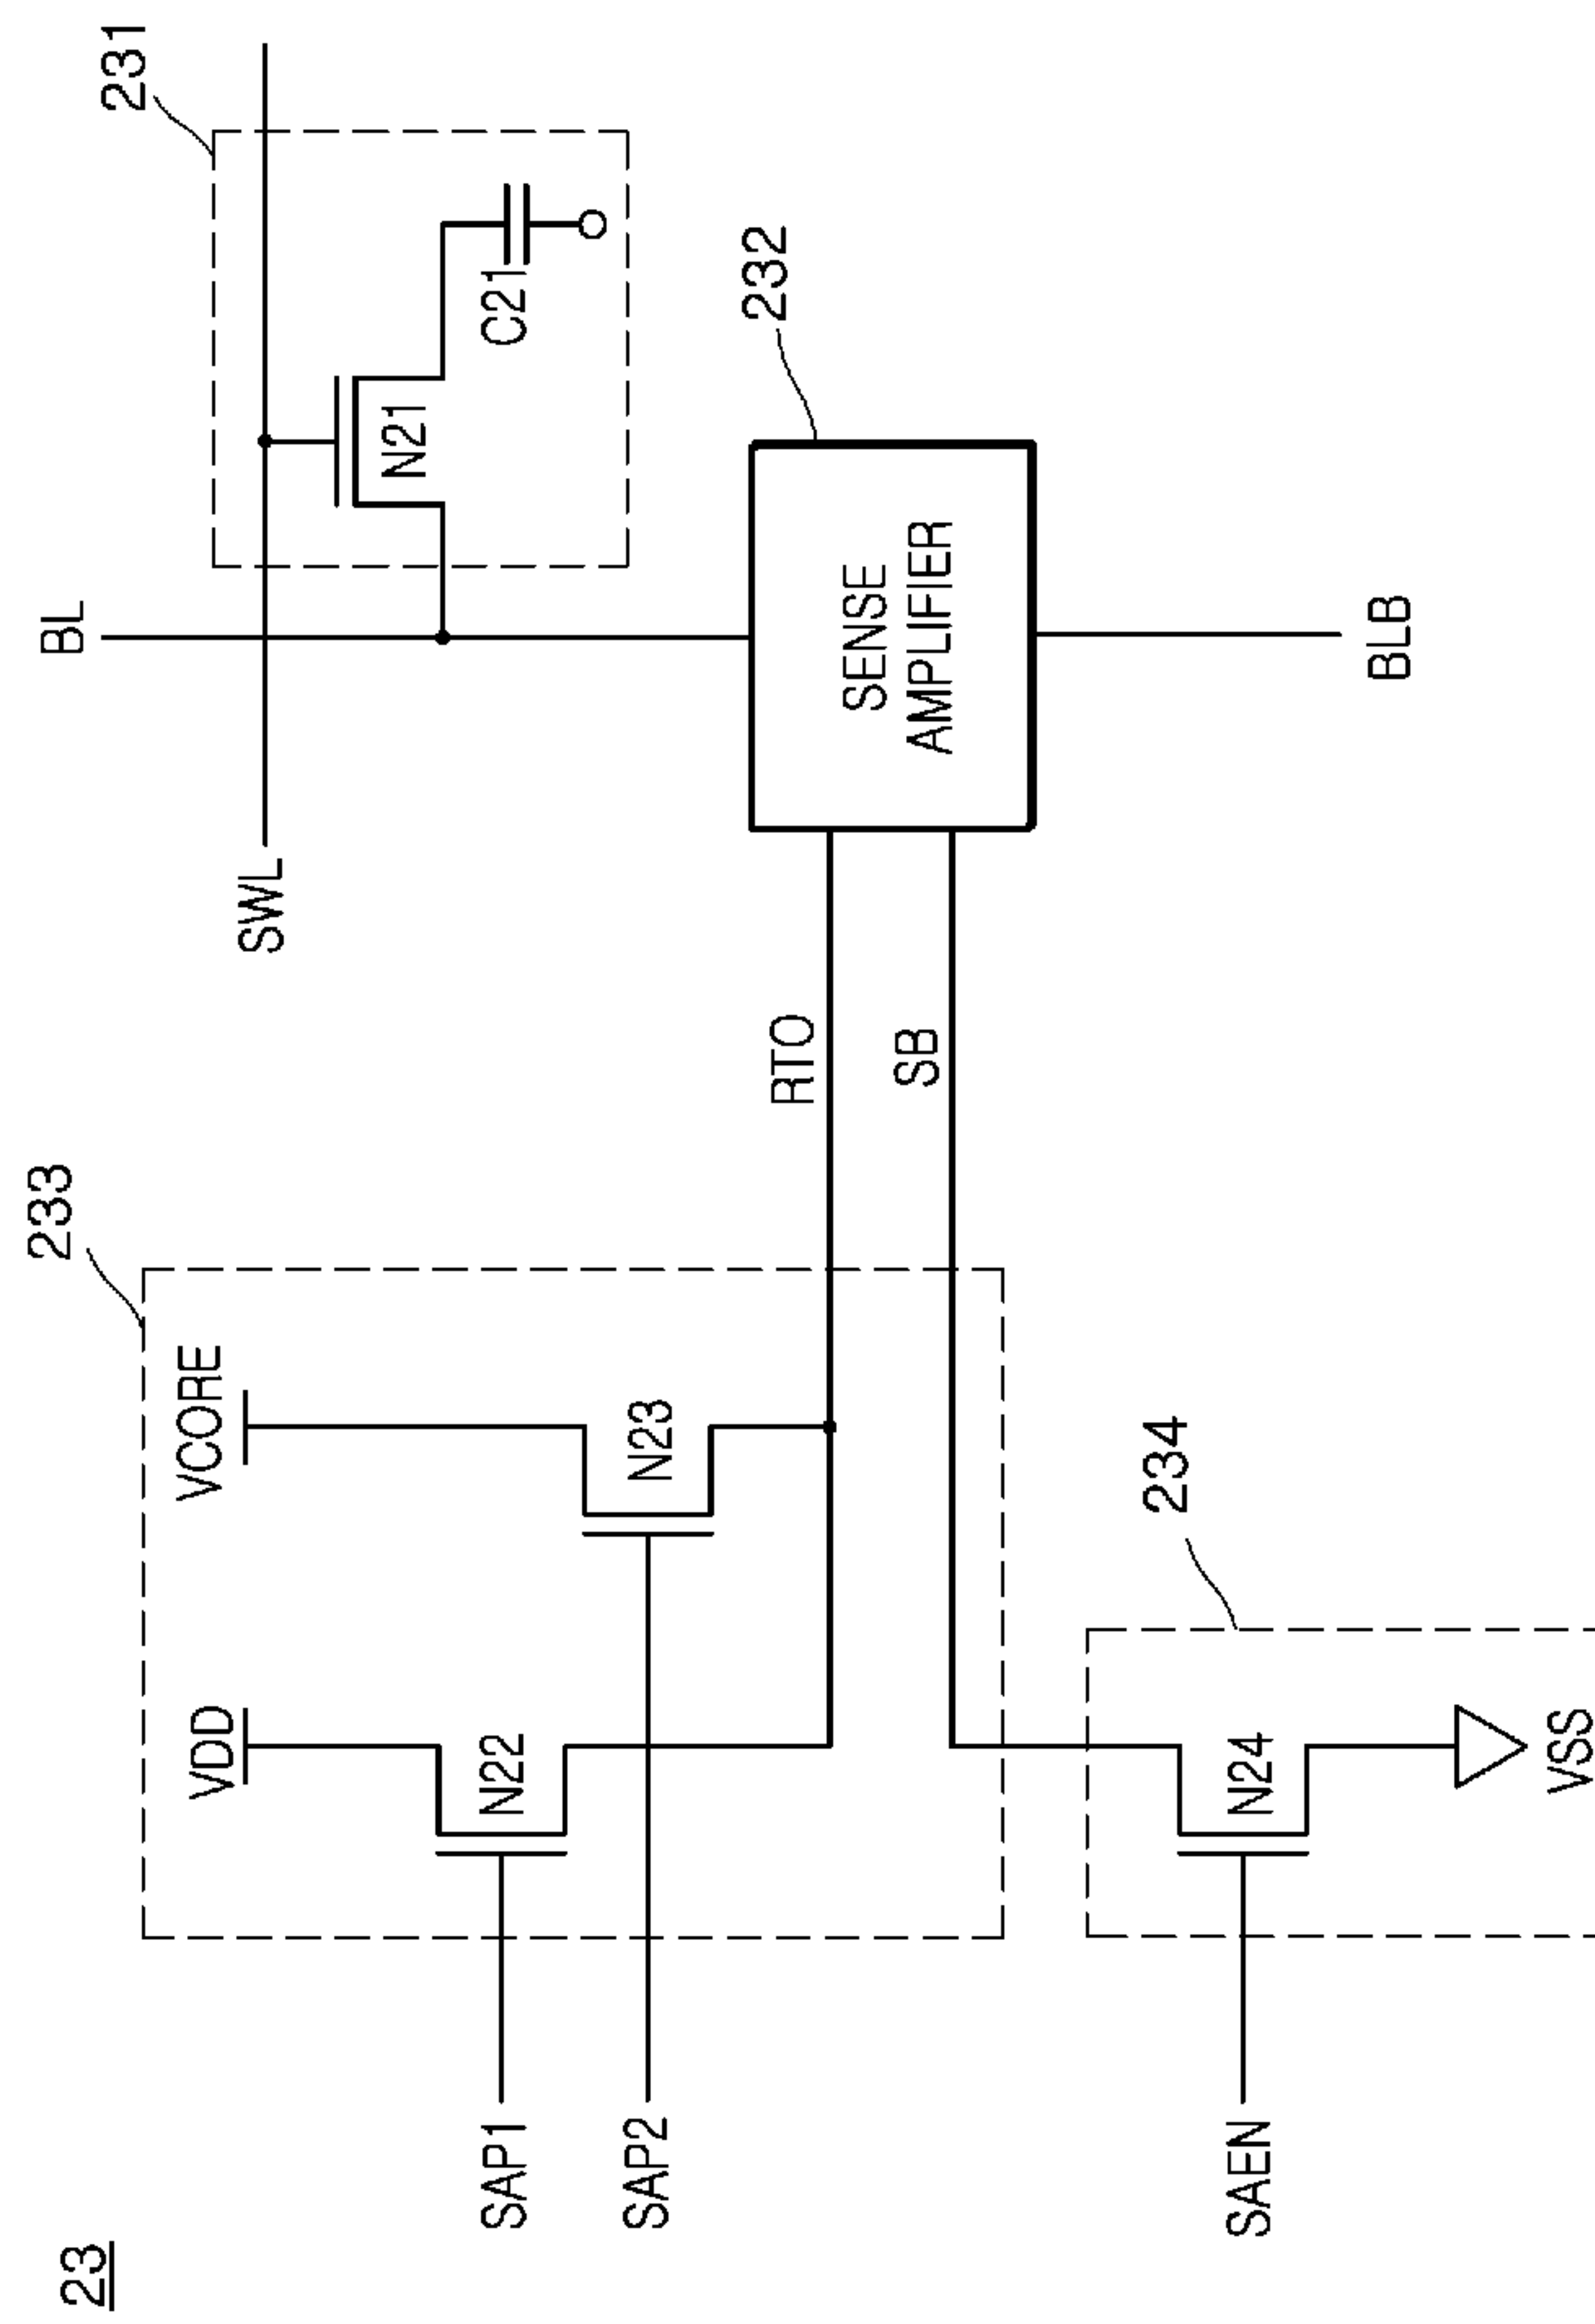 23
233
VDD
VCORE
N22
N23
SAP1
SAP2
RTO
SB
234
N24
SAEN
VSS
BL
231
SWL
N21
C21
232
SENSE
AMPLIFIER
BLB